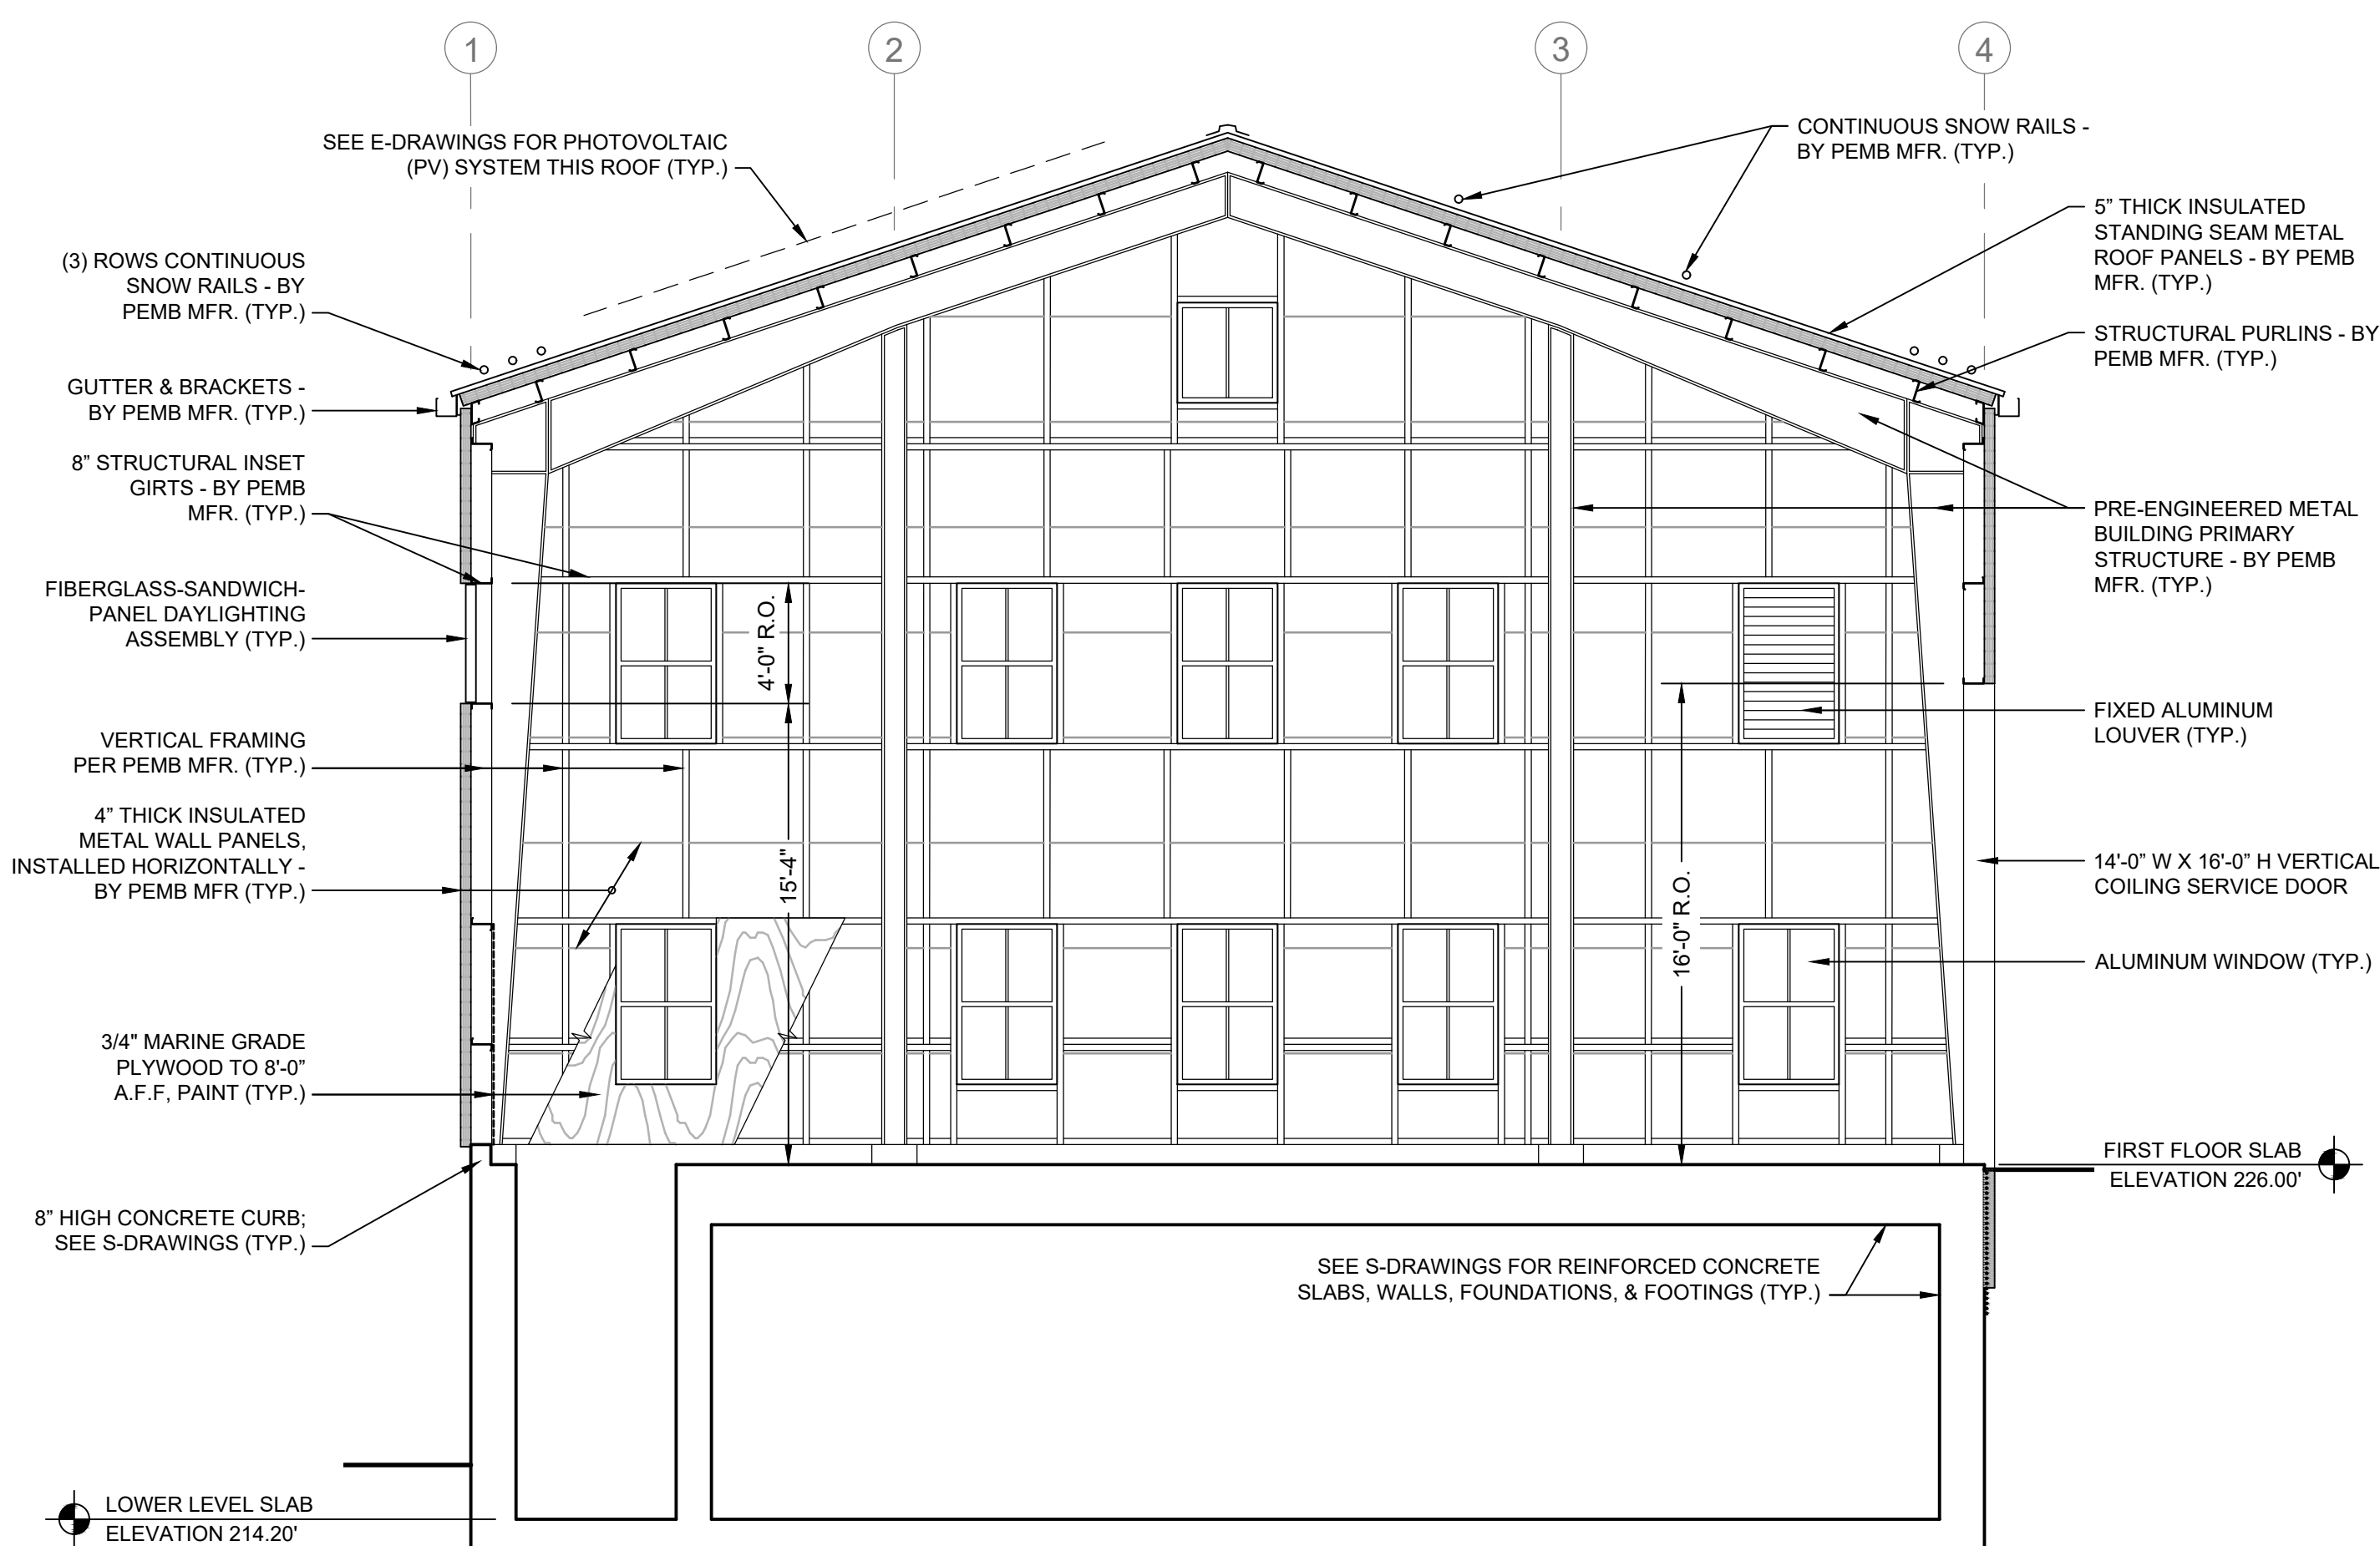 1
2
3
4
SEE E-DRAWINGS FOR PHOTOVOLTAIC
(PV) SYSTEM THIS ROOF (TYP.)
CONTINUOUS SNOW RAILS -
BY PEMB MFR. (TYP.)
(3) ROWS CONTINUOUS
SNOW RAILS - BY
PEMB MFR. (TYP.)
GUTTER & BRACKETS -
BY PEMB MFR. (TYP.)
8” STRUCTURAL INSET
GIRTS - BY PEMB
MFR. (TYP.)
FIBERGLASS-SANDWICH-
PANEL DAYLIGHTING
ASSEMBLY (TYP.)
VERTICAL FRAMING
PER PEMB MFR. (TYP.)
4” THICK INSULATED
METAL WALL PANELS,
INSTALLED HORIZONTALLY -
BY PEMB MFR (TYP.)
3/4" MARINE GRADE
PLYWOOD TO 8'-0”
A.F.F, PAINT (TYP.)
8” HIGH CONCRETE CURB;
SEE S-DRAWINGS (TYP.)
LOWER LEVEL SLAB
ELEVATION 214.20'
4'-0" R.O.
15'-4"
16'-0" R.O.
SEE S-DRAWINGS FOR REINFORCED CONCRETE
SLABS, WALLS, FOUNDATIONS, & FOOTINGS (TYP.)
5” THICK INSULATED
STANDING SEAM METAL
ROOF PANELS - BY PEMB
MFR. (TYP.)
STRUCTURAL PURLINS - BY
PEMB MFR. (TYP.)
PRE-ENGINEERED METAL
BUILDING PRIMARY
STRUCTURE - BY PEMB
MFR. (TYP.)
FIXED ALUMINUM
LOUVER (TYP.)
14'-0” W X 16'-0” H VERTICAL
COILING SERVICE DOOR
ALUMINUM WINDOW (TYP.)
FIRST FLOOR SLAB
ELEVATION 226.00'